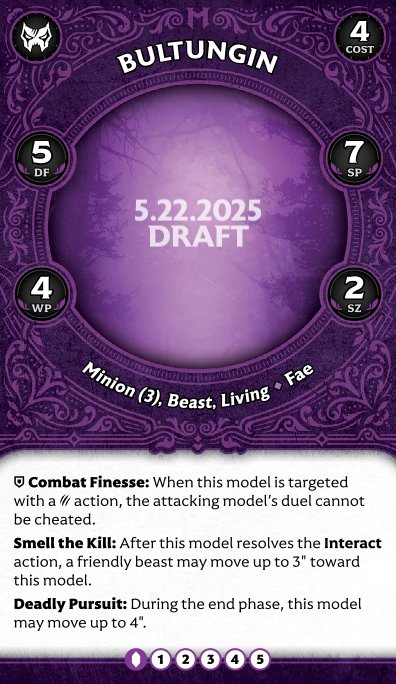 BULTUNGIN
4
COST
5
DF
7
SP
5.22.2025
DRAFT
4
WP
2
SZ
Minion (3), Beast, Living ⬥ Fae
Combat Finesse: When this model is targeted
with a action, the attacking model’s duel cannot
be cheated.
Smell the Kill: After this model resolves the Interact
action, a friendly beast may move up to 3" toward
this model.
Deadly Pursuit: During the end phase, this model
may move up to 4".
1 2 3 4 5